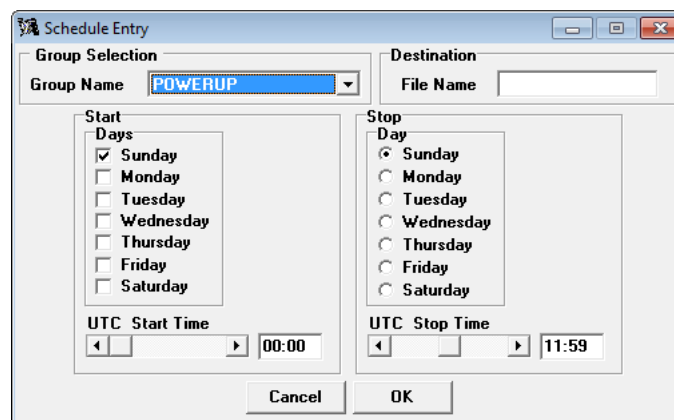 Schedule Entry
Group Selection
Group Name POWERUP
Destination
File Name
Start
Days
Sunday
Monday
Tuesday
Wednesday
Thursday
Friday
Saturday
UTC Start Time
00:00
Stop
Day
Sunday
Monday
Tuesday
Wednesday
Thursday
Friday
Saturday
UTC Stop Time
11:59
Cancel
OK